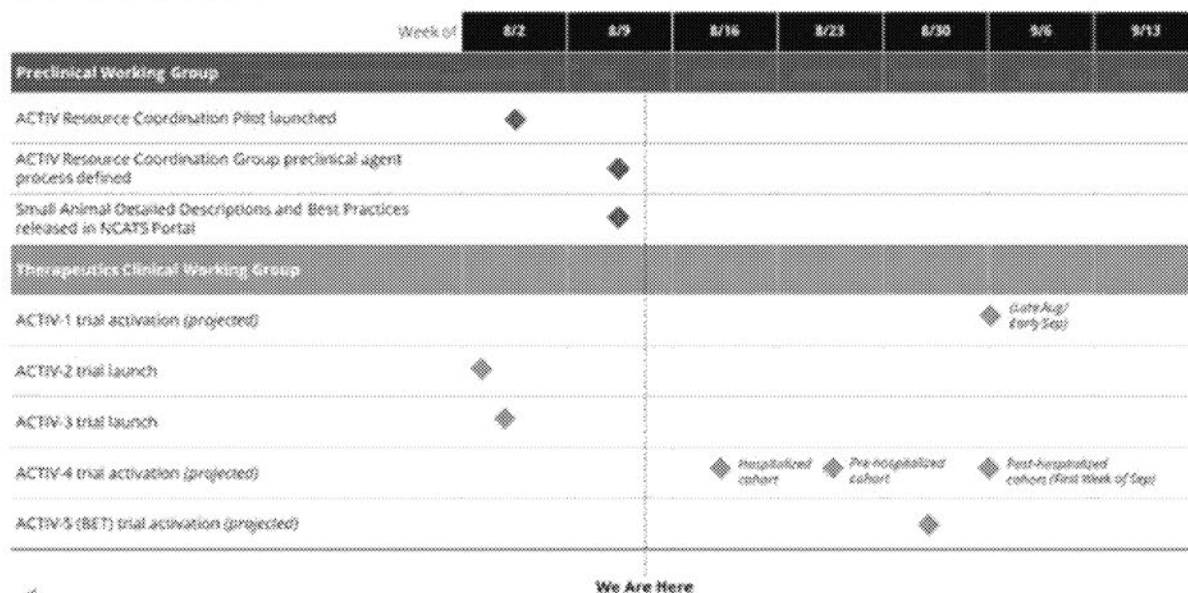 Week of 8/2 8/9 8/16 8/23 8/30 9/6 9/13
Preclinical Working Group
ACTIV Resource Coordination Pilot launched
ACTIV Resource Coordination Group preclinical agent
process defined
Small Animal Detailed Descriptions and Best Practices
released in NCATS Portal
Therapeutics Clinical Working Group
ACTIV-1 trial activation (projected)
(Late Aug/
Early Sep)
ACTIV-2 trial launch
ACTIV-3 trial launch
ACTIV-4 trial activation (projected)
Hospitalized
cohort
Pre-hospitalized
cohort
Post-hospitalized
cohort (First Week of Sep)
ACTIV-5 (BET) trial activation (projected)
We Are Here